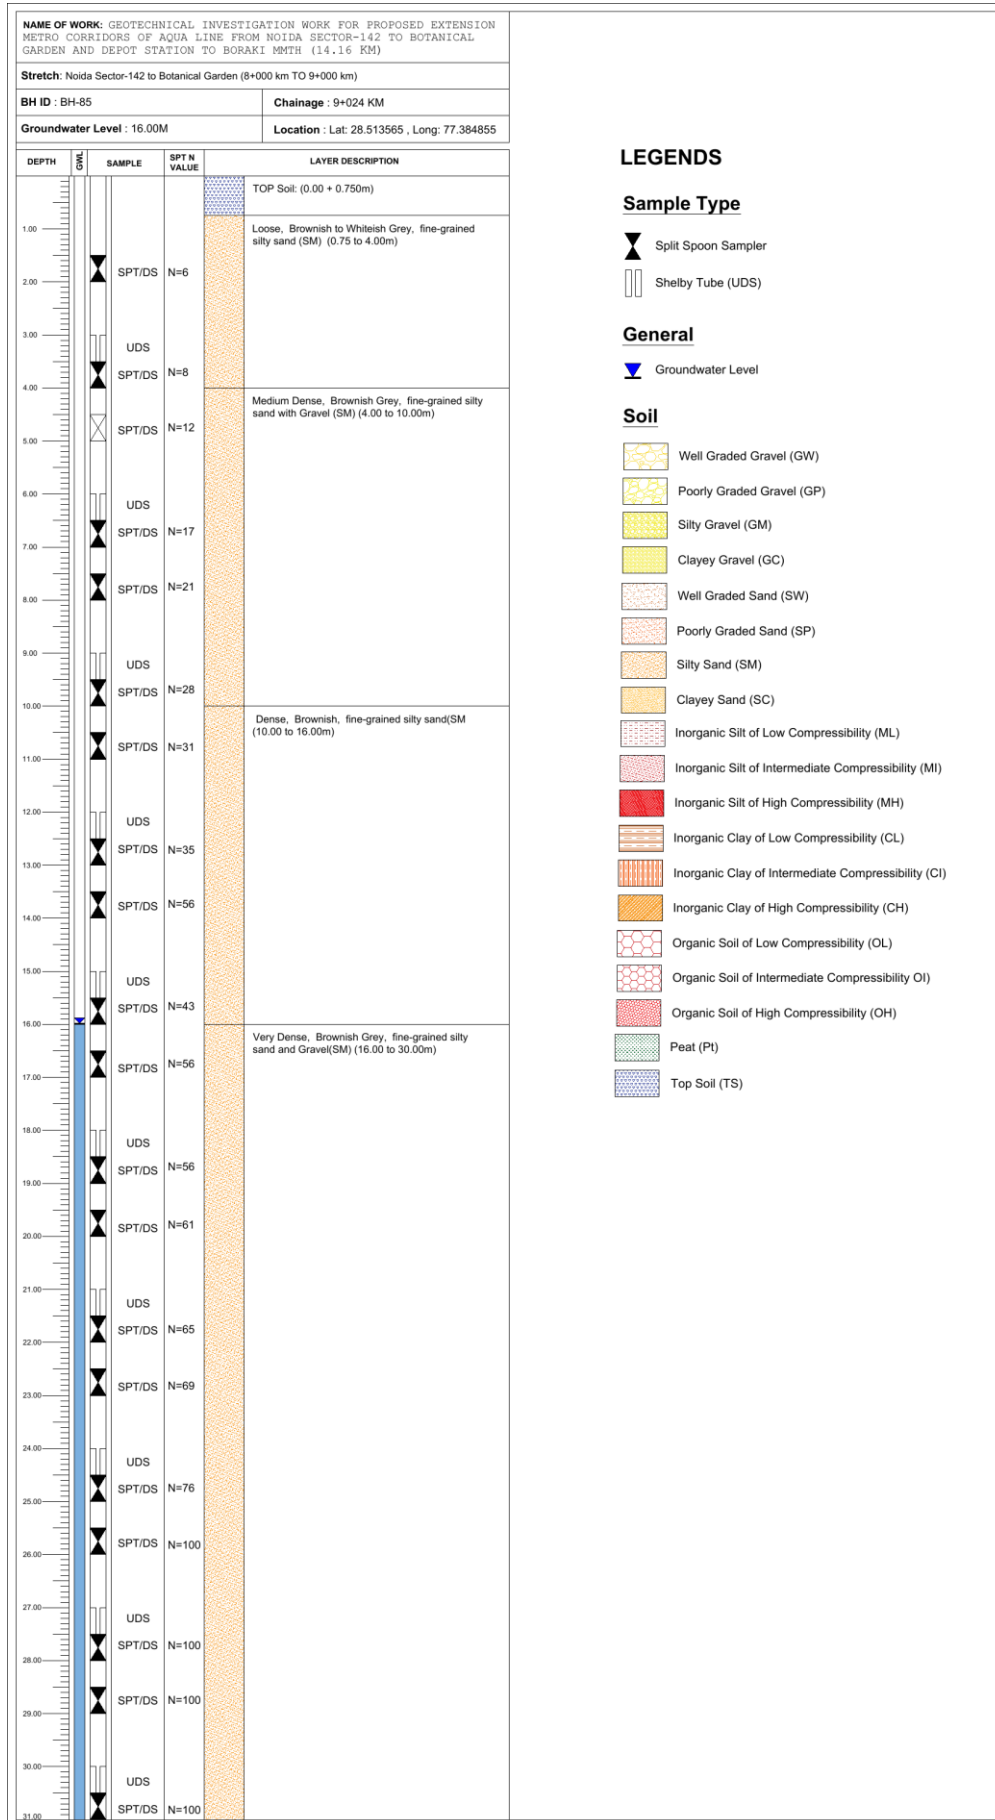 NAME OF WORK: GEOTECHNICAL INVESTIGATION WORK FOR PROPOSED EXTENSION
METRO CORRIDORS OF AQUA LINE FROM NOIDA SECTOR-142 TO BOTANICAL
GARDEN AND DEPOT STATION TO BORAKI MMTH (14.16 KM)
Stretch: Noida Sector-142 to Botanical Garden (8+000 km TO 9+000 km)
BH ID : BH-85
Chainage : 9+024 KM
Groundwater Level : 16.00M
Location : Lat: 28.513565 , Long: 77.384855
DEPTH
GWL
SAMPLE
SPT N
VALUE
LAYER DESCRIPTION
TOP Soil: (0.00 + 0.750m)
1.00
Loose, Brownish to Whiteish Grey, fine-grained
silty sand (SM) (0.75 to 4.00m)
SPT/DS N=6
2.00
3.00
UDS
SPT/DS N=8
4.00
Medium Dense, Brownish Grey, fine-grained silty
sand with Gravel (SM) (4.00 to 10.00m)
SPT/DS N=12
5.00
6.00
UDS
SPT/DS N=17
7.00
SPT/DS N=21
8.00
9.00
UDS
SPT/DS N=28
10.00
Dense, Brownish, fine-grained silty sand(SM
(10.00 to 16.00m)
SPT/DS N=31
11.00
12.00
UDS
SPT/DS N=35
13.00
SPT/DS N=56
14.00
15.00
UDS
SPT/DS N=43
16.00
Very Dense, Brownish Grey, fine-grained silty
sand and Gravel(SM) (16.00 to 30.00m)
SPT/DS N=56
17.00
18.00
UDS
SPT/DS N=56
19.00
SPT/DS N=61
20.00
21.00
UDS
SPT/DS N=65
22.00
SPT/DS N=69
23.00
24.00
UDS
SPT/DS N=76
25.00
SPT/DS N=100
26.00
27.00
UDS
SPT/DS N=100
28.00
SPT/DS N=100
29.00
30.00
UDS
SPT/DS N=100
31.00
LEGENDS
Sample Type
Split Spoon Sampler
Shelby Tube (UDS)
General
Groundwater Level
Soil
Well Graded Gravel (GW)
Poorly Graded Gravel (GP)
Silty Gravel (GM)
Clayey Gravel (GC)
Well Graded Sand (SW)
Poorly Graded Sand (SP)
Silty Sand (SM)
Clayey Sand (SC)
Inorganic Silt of Low Compressibility (ML)
Inorganic Silt of Intermediate Compressibility (MI)
Inorganic Silt of High Compressibility (MH)
Inorganic Clay of Low Compressibility (CL)
Inorganic Clay of Intermediate Compressibility (CI)
Inorganic Clay of High Compressibility (CH)
Organic Soil of Low Compressibility (OL)
Organic Soil of Intermediate Compressibility OI)
Organic Soil of High Compressibility (OH)
Peat (Pt)
Top Soil (TS)